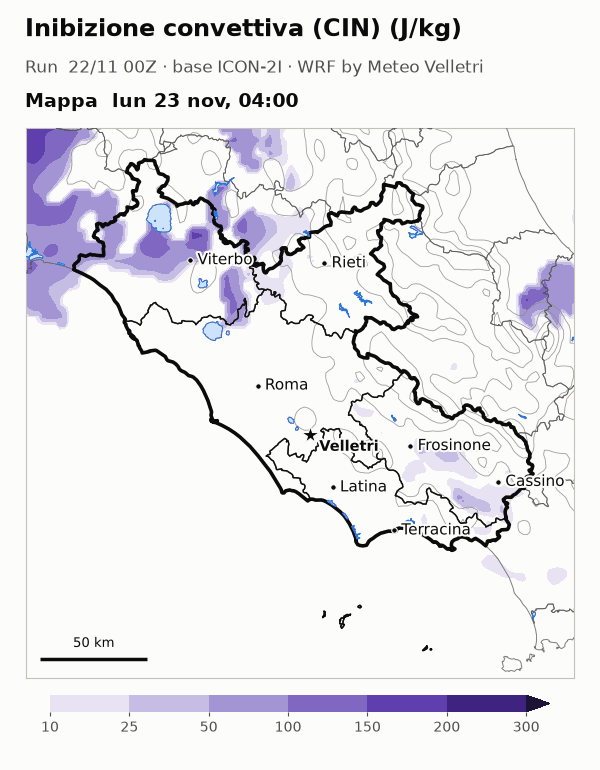 Inibizione convettiva (CIN) (J/kg)
Run  22/11 00Z · base ICON-2I · WRF by Meteo Velletri
Mappa  lun 23 nov, 04:00
Viterbo
Rieti
Roma
Velletri
Frosinone
Cassino
Latina
Terracina
50 km
10 25 50 100 150 200 300